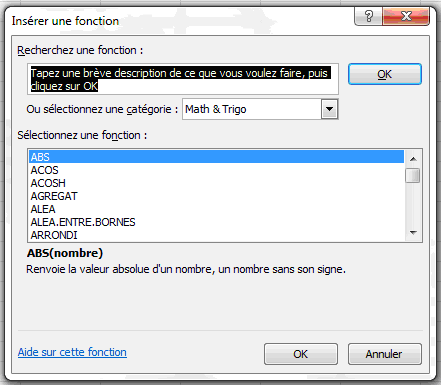 Insérer une fonction
Recherchez une fonction :
Tapez une brève description de ce que vous voulez faire, puis
cliquez sur OK
OK
Ou sélectionnez une catégorie : Math & Trigo
Sélectionnez une fonction :
ABS
ACOS
ACOSH
AGREGAT
ALEA
ALEA.ENTRE.BORNES
ARRONDI
ABS(nombre)
Renvoie la valeur absolue d'un nombre, un nombre sans son signe.
Aide sur cette fonction
OK
Annuler